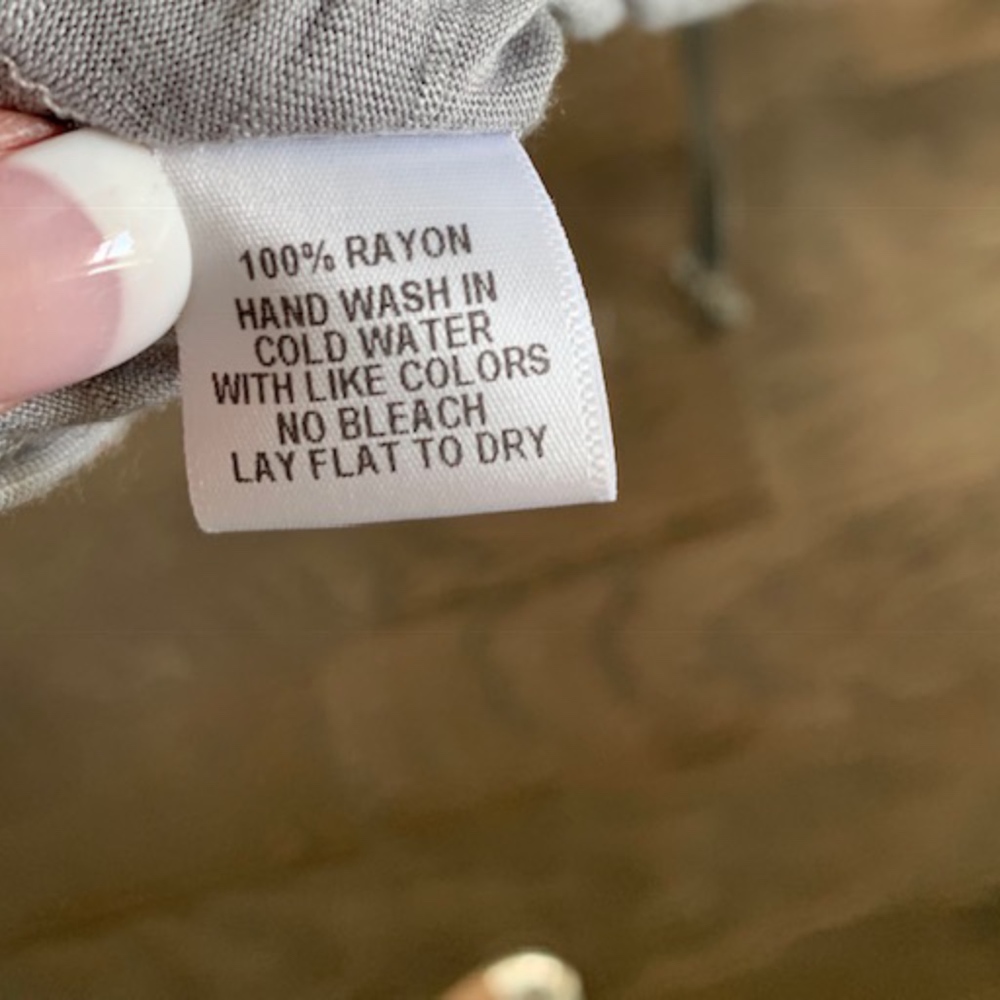 100% RAYON
HAND WASH IN
COLD WATER
WITH LIKE COLORS
NO BLEACH
LAY FLAT TO DRY